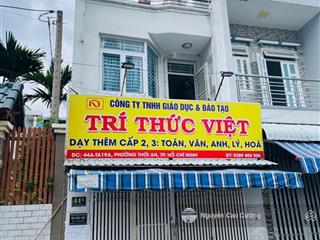 CÔNG TY TNHH GIÁO DỤC & ĐÀO TẠO
TRÍ THỨC VIỆT
DẠY THÊM CẤP 2, 3: TOÁN, VĂN, ANH, LÝ, HOÁ
ĐC: 44A-TA19A, PHƯỜNG THỚI AN, TP. HỒ CHÍ MINH
ĐT: 0389 404 506
Nguyễn Cao Cường